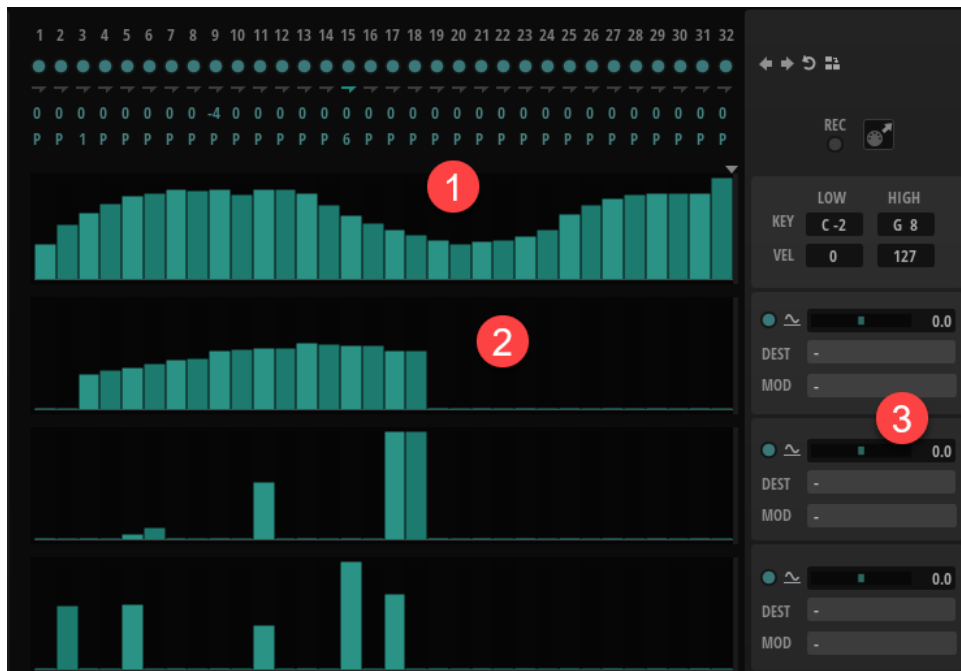 1 2 3 4 5 6 7 8 9 10 11 12 13 14 15 16 17 18 19 20 21 22 23 24 25 26 27 28 29 30 31 32
0 0 0 0 0 0 0 0 -4 0 0 0 0 0 0 0 0 0 0 0 0 0 0 0 0 0 0 0 0 0 0 0
P P 1 P P P P P P P P P P P 6 P P P P P P P P P P P P P P P P P
REC
1
LOW HIGH
KEY C -2 G 8
VEL 0 127
2
0.0
DEST -
MOD -
3
0.0
DEST -
MOD -
0.0
DEST -
MOD -